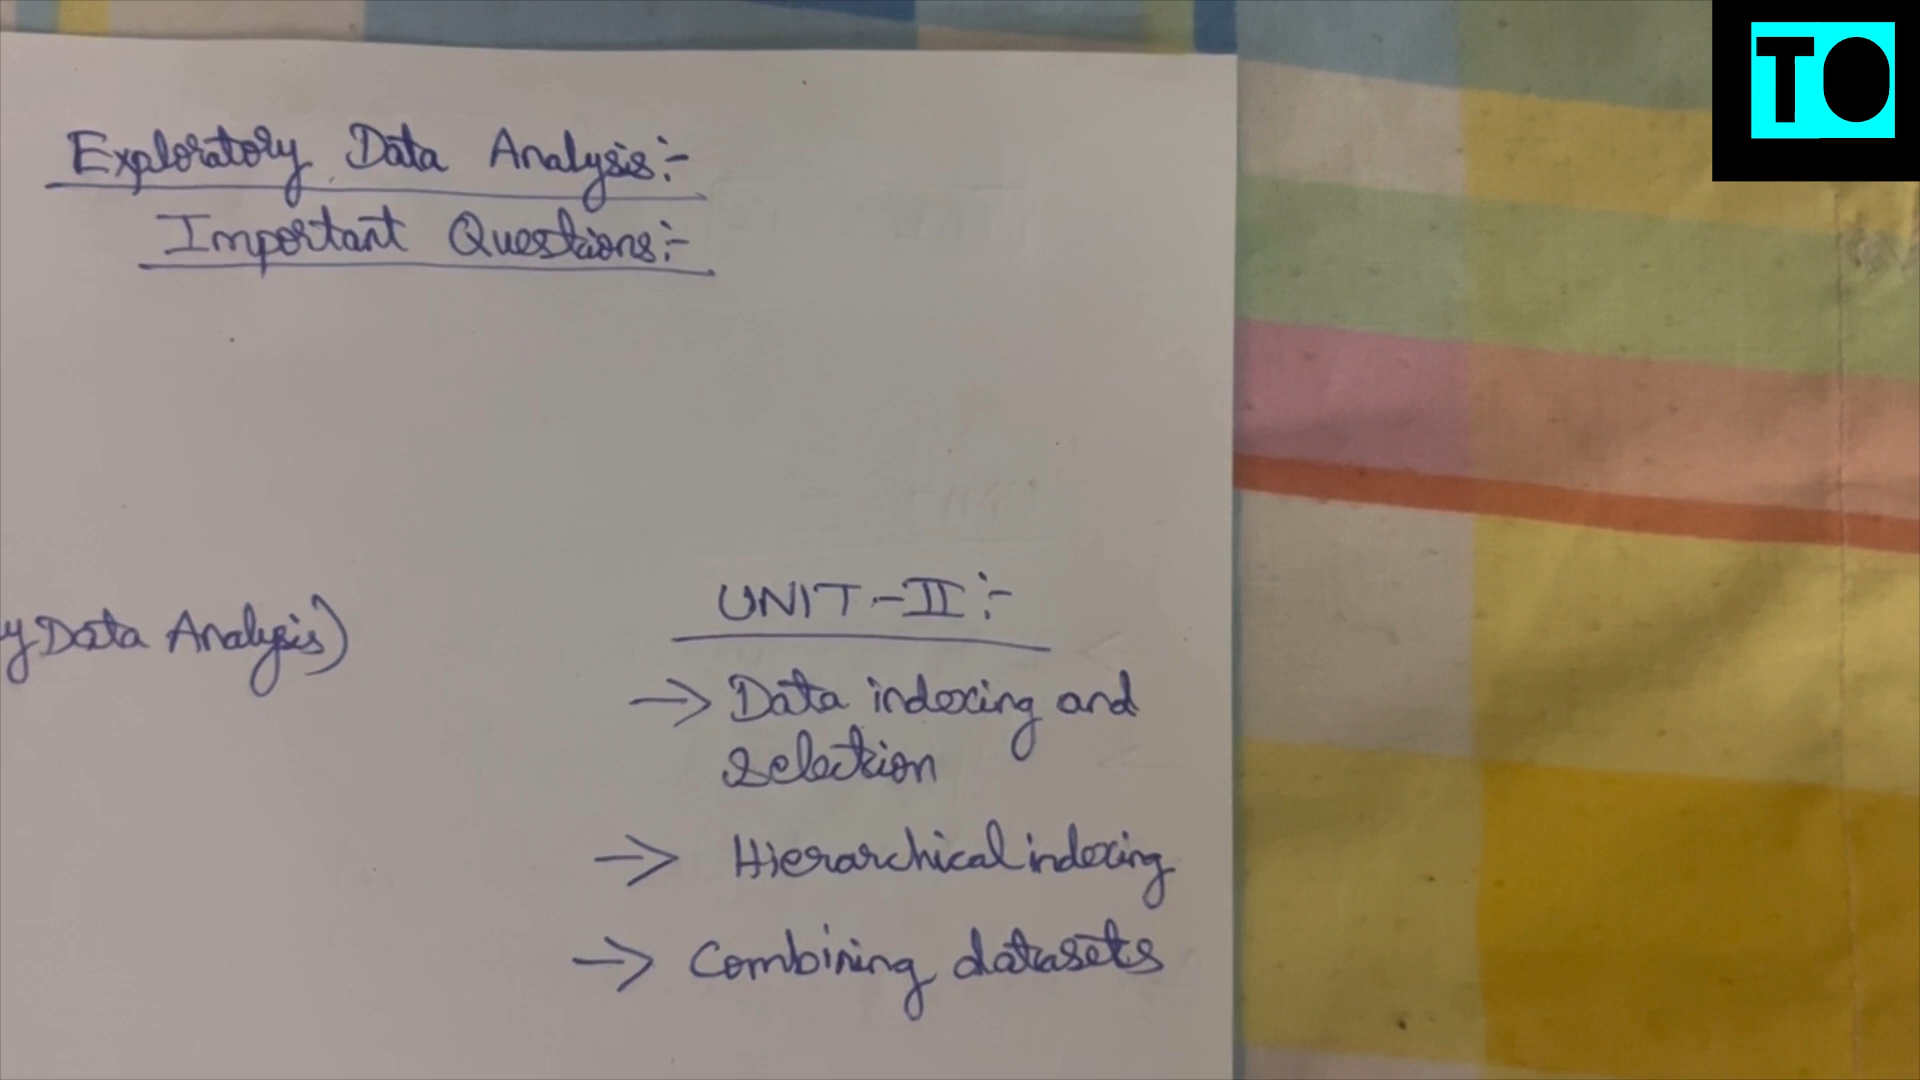 Exploratory Data Analysis:-
Important Questions:-
y Data Analysis)
UNIT-II:-
→ Data indexing and
selection
→ Hierarchical indexing
→ Combining datasets
TO